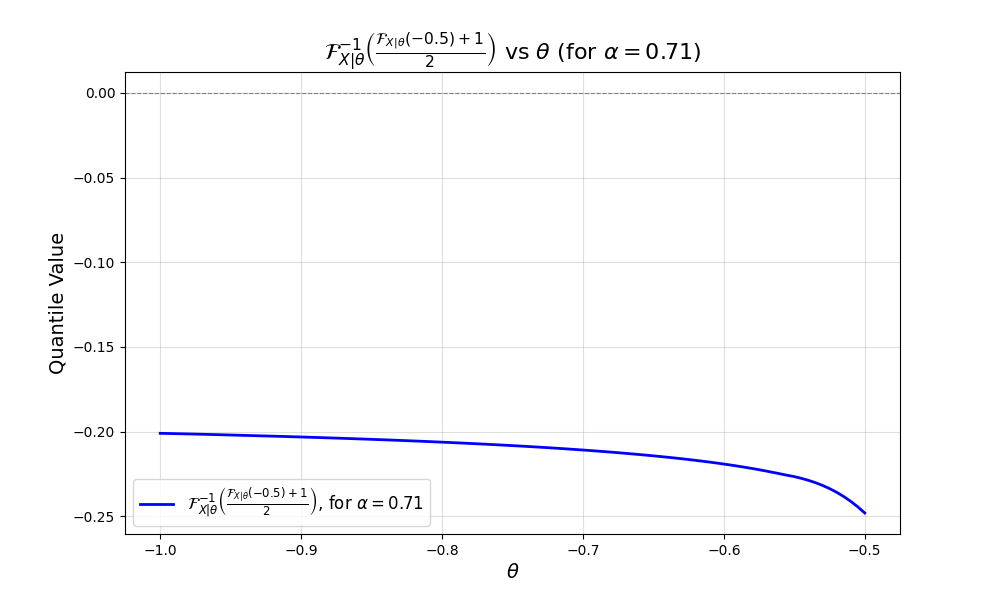 $\mathcal{F}_{X|\theta}^{-1}\left(\frac{\mathcal{F}_{X|\theta}(-0.5)+1}{2}\right)$ vs $\theta$ (for $\alpha = 0.71$)
Quantile Value
0.00
−0.05
−0.10
−0.15
−0.20
−0.25
$\mathcal{F}_{X|\theta}^{-1}\left(\frac{\mathcal{F}_{X|\theta}(-0.5)+1}{2}\right)$, for $\alpha = 0.71$
−1.0 −0.9 −0.8 −0.7 −0.6 −0.5
θ